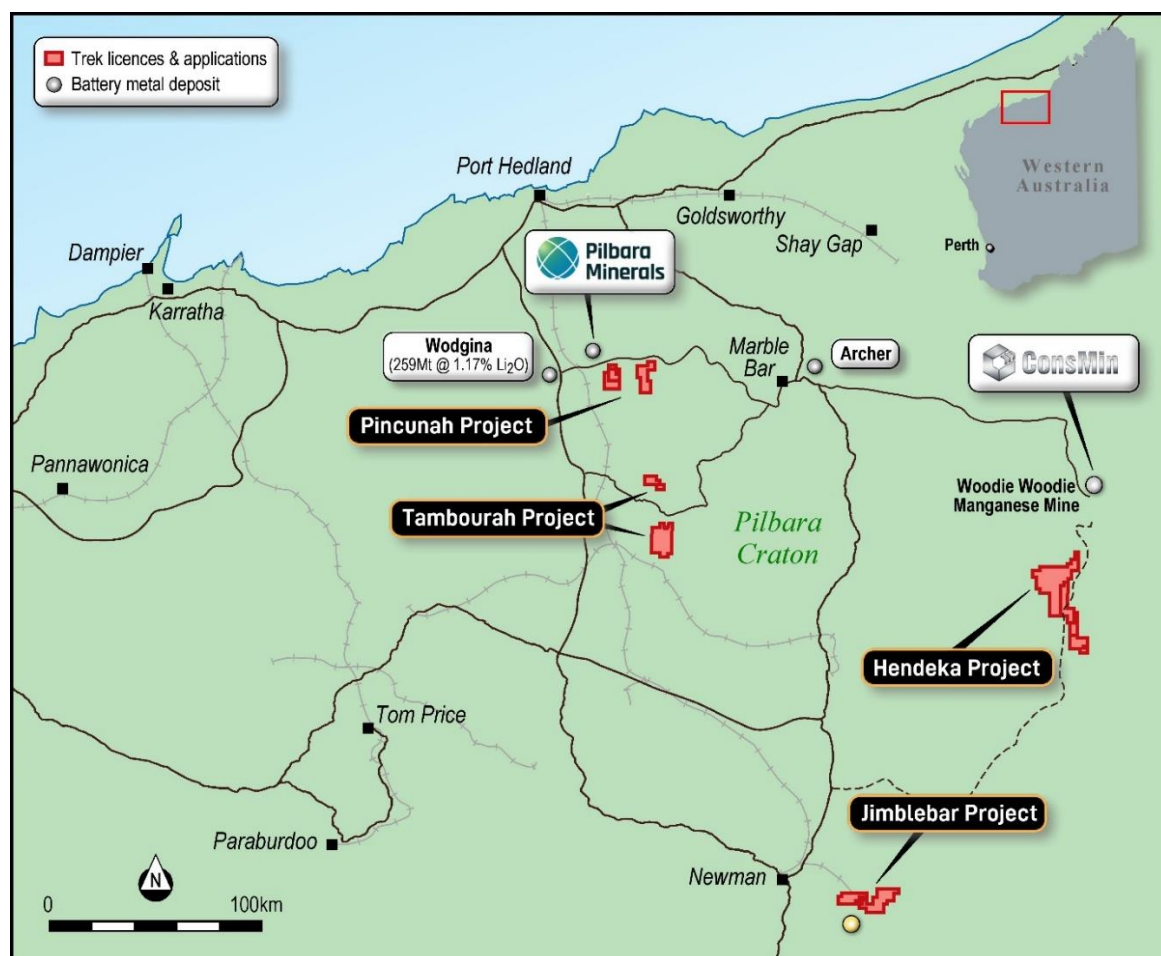 Trek licences & applications
Battery metal deposit
Western
Australia
Perth
Port Hedland
Goldsworthy
Shay Gap
Dampier
Karratha
Pilbara
Minerals
Wodgina
(259Mt @ 1.17% Li₂O)
Marble
Bar
Archer
ConsMin
Pincunah Project
Pannawonica
Woodie Woodie
Manganese Mine
Tambourah Project
Pilbara
Craton
Hendeka Project
Tom Price
Jimblebar Project
Paraburdoo
Newman
N
0 100km